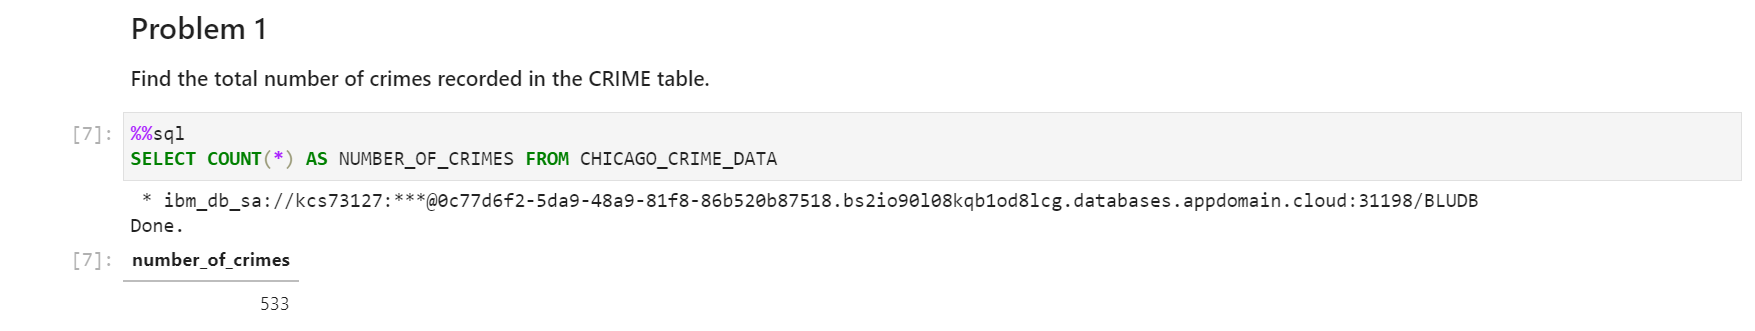 Problem 1
Find the total number of crimes recorded in the CRIME table.
[7]: %%sql
SELECT COUNT(*) AS NUMBER_OF_CRIMES FROM CHICAGO_CRIME_DATA
* ibm_db_sa://kcs73127:***@0c77d6f2-5da9-48a9-81f8-86b520b87518.bs2io90l08kqb1od8lcg.databases.appdomain.cloud:31198/BLUDB
Done.
[7]: number_of_crimes
533